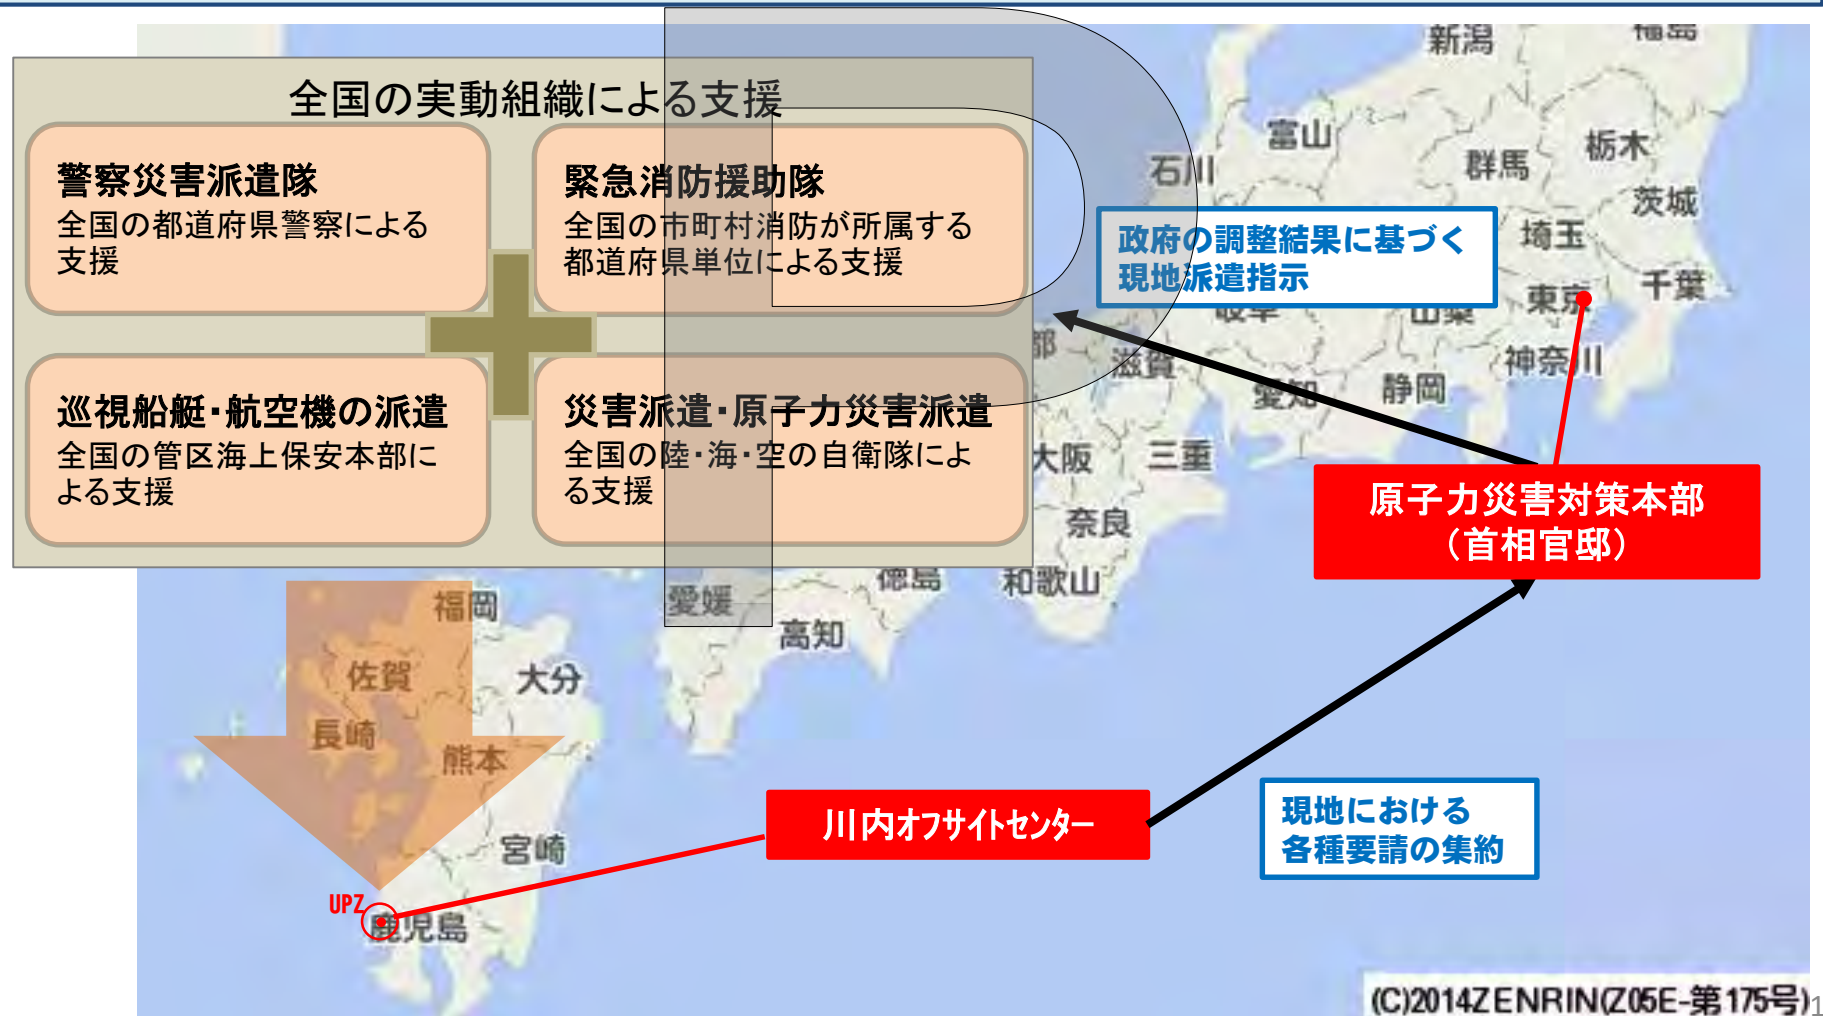 新潟
福島
全国の実動組織による支援
警察災害派遣隊
全国の都道府県警察による
支援
緊急消防援助隊
全国の市町村消防が所属する
都道府県単位による支援
巡視船艇・航空機の派遣
全国の管区海上保安本部に
よる支援
災害派遣・原子力災害派遣
全国の陸・海・空の自衛隊によ
る支援
富山
石川
群馬
栃木
茨城
政府の調整結果に基づく
現地派遣指示
埼玉
千葉
東京
岐阜
山梨
都
滋賀
神奈川
愛知
静岡
大阪
三重
原子力災害対策本部
（首相官邸）
奈良
徳島
和歌山
愛媛
高知
福岡
佐賀
大分
長崎
熊本
宮崎
川内オフサイトセンター
現地における
各種要請の集約
UPZ
鹿児島
(C)2014ZENRIN(Z05E-第175号)
1